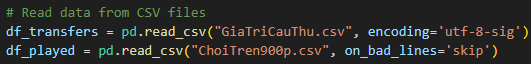 # Read data from CSV files
df_transfers = pd.read_csv("GiaTriCauThu.csv", encoding='utf-8-sig')
df_played = pd.read_csv("ChoiTren900p.csv", on_bad_lines='skip')